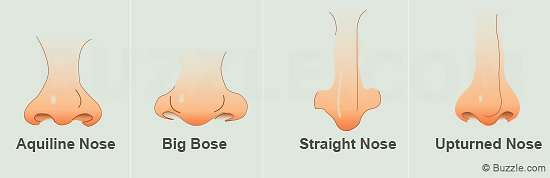 Aquiline Nose
Big Bose
Straight Nose
Upturned Nose
© Buzzle.com